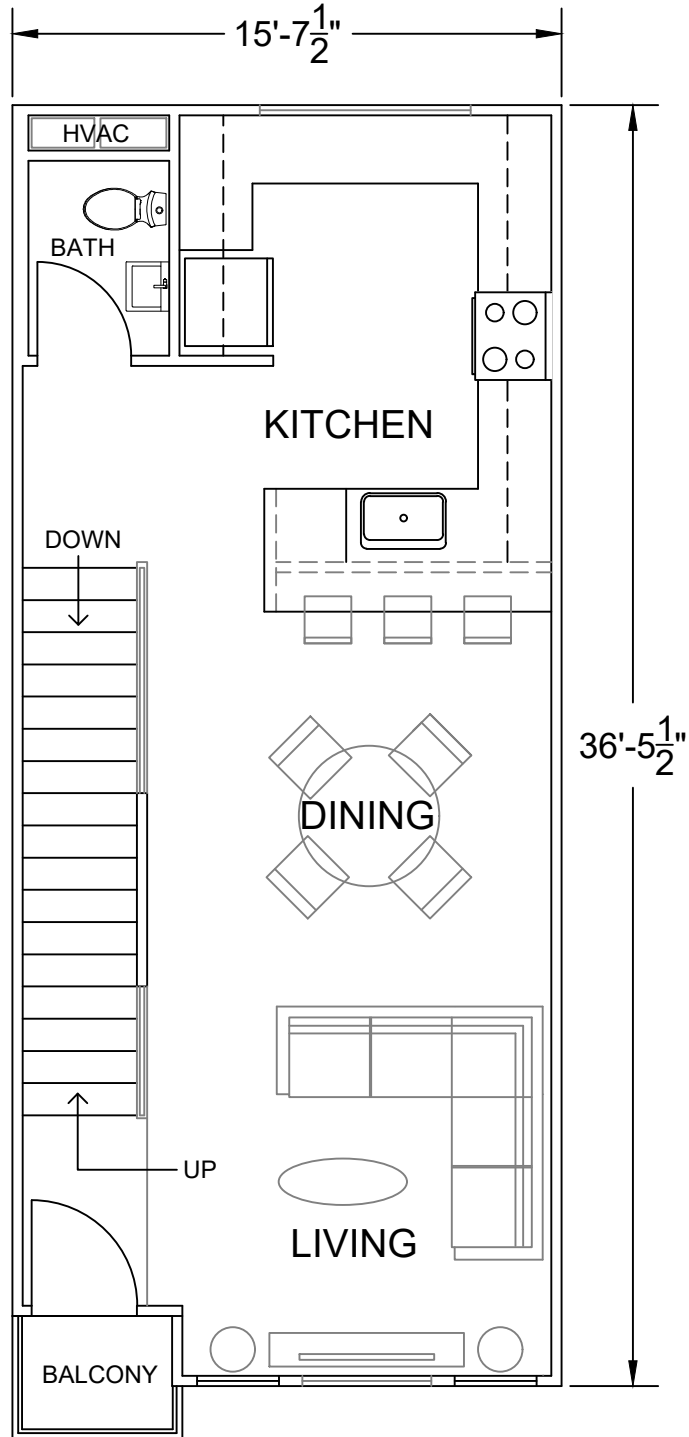 15'-7 1/2"
HVAC
BATH
KITCHEN
DOWN
36'-5 1/2"
DINING
UP
LIVING
BALCONY